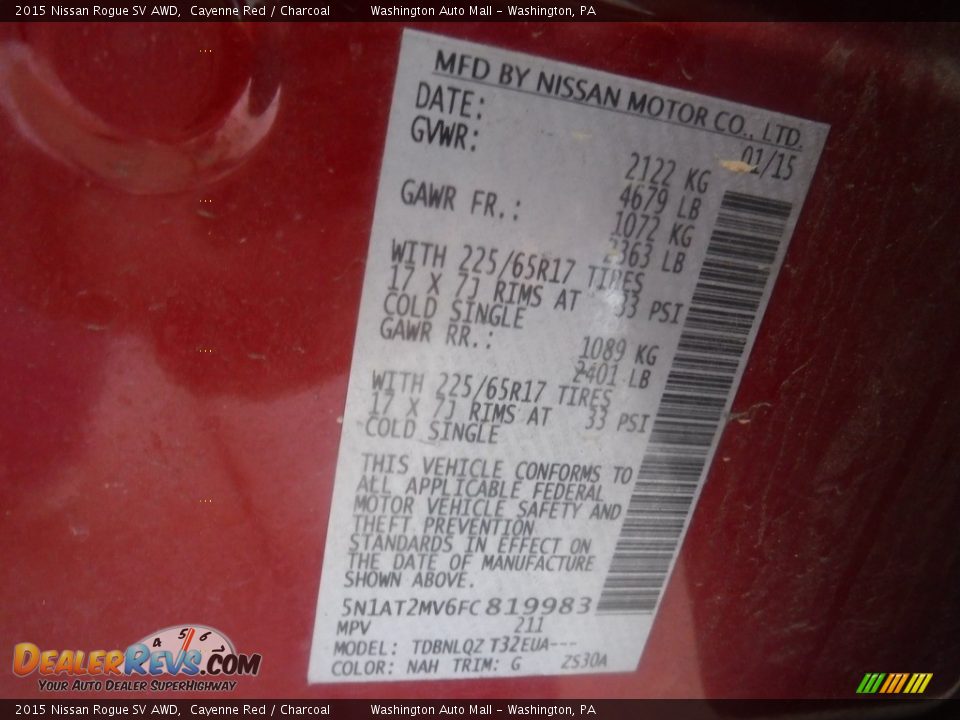 2015 Nissan Rogue SV AWD, Cayenne Red / Charcoal Washington Auto Mall - Washington, PA
MFD BY NISSAN MOTOR CO., LTD.
DATE: 01/15
GVWR: 2122 KG
4679 LB
GAWR FR.: 1072 KG
2363 LB
WITH 225/65R17 TIRES
17 X 7J RIMS AT 33 PSI
COLD SINGLE
GAWR RR.: 1089 KG
2401 LB
WITH 225/65R17 TIRES
17 X 7J RIMS AT 33 PSI
COLD SINGLE
THIS VEHICLE CONFORMS TO
ALL APPLICABLE FEDERAL
MOTOR VEHICLE SAFETY AND
THEFT PREVENTION
STANDARDS IN EFFECT ON
THE DATE OF MANUFACTURE
SHOWN ABOVE.
5N1AT2MV6FC819983
MPV 211
MODEL: TDBNLQZ T32EUA---
COLOR: NAH TRIM: G ZS30A
4 5 6
DEALERREVS.COM
YOUR AUTO DEALER SUPERHIGHWAY
2015 Nissan Rogue SV AWD, Cayenne Red / Charcoal Washington Auto Mall - Washington, PA